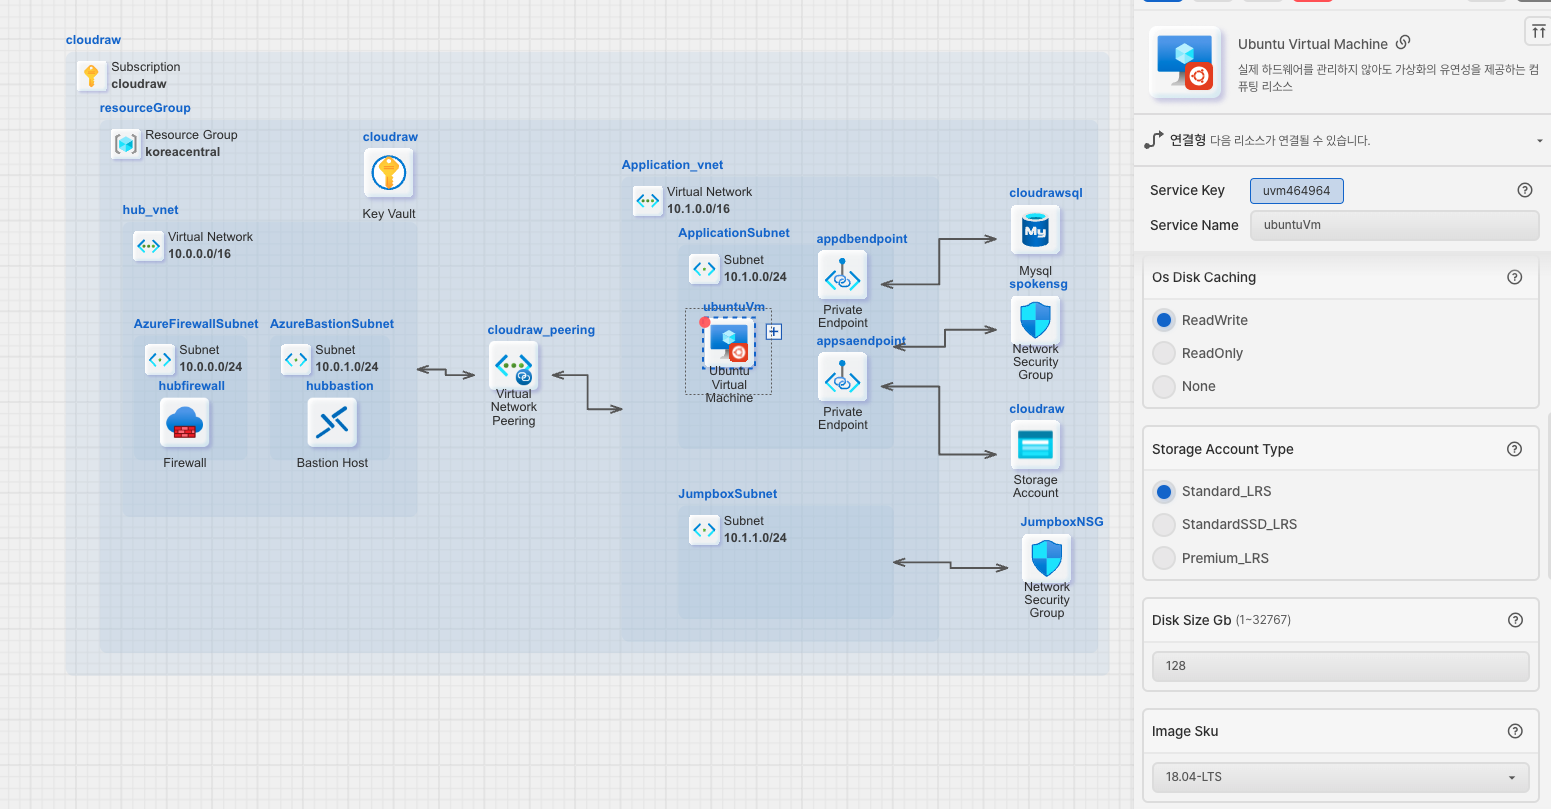 cloudraw
Subscription
cloudraw
resourceGroup
Resource Group
koreacentral
cloudraw
Key Vault
hub_vnet
Virtual Network
10.0.0.0/16
AzureFirewallSubnet
Subnet
10.0.0.0/24
hubfirewall
Firewall
AzureBastionSubnet
Subnet
10.0.1.0/24
hubbastion
Bastion Host
cloudraw_peering
Virtual
Network
Peering
Application_vnet
Virtual Network
10.1.0.0/16
ApplicationSubnet
Subnet
10.1.0.0/24
ubuntuVm
Ubuntu
Virtual
Machine
appdbendpoint
Private
Endpoint
appsaendpoint
Private
Endpoint
JumpboxSubnet
Subnet
10.1.1.0/24
cloudrawsql
My
Mysql
spokensg
Network
Security
Group
cloudraw
Storage
Account
JumpboxNSG
Network
Security
Group
Ubuntu Virtual Machine
실제 하드웨어를 관리하지 않아도 가상화의 유연성을 제공하는 컴
퓨팅 리소스
연결형 다음 리소스가 연결될 수 있습니다.
Service Key uvm464964
Service Name ubuntuVm
Os Disk Caching
ReadWrite
ReadOnly
None
Storage Account Type
Standard_LRS
StandardSSD_LRS
Premium_LRS
Disk Size Gb (1~32767)
128
Image Sku
18.04-LTS